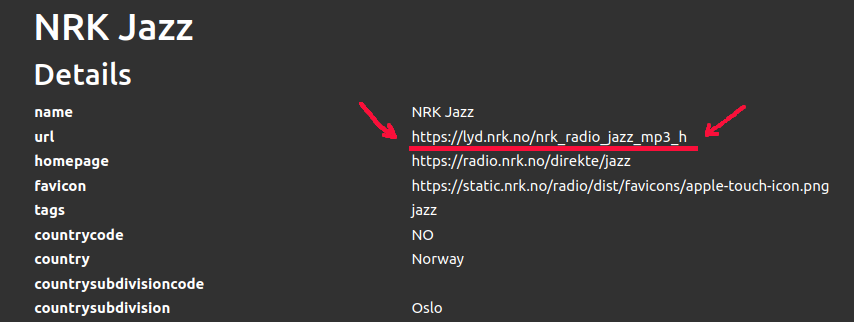 NRK Jazz
Details
name NRK Jazz
url https://lyd.nrk.no/nrk_radio_jazz_mp3_h
homepage https://radio.nrk.no/direkte/jazz
favicon https://static.nrk.no/radio/dist/favicons/apple-touch-icon.png
tags jazz
countrycode NO
country Norway
countrysubdivisioncode
countrysubdivision Oslo